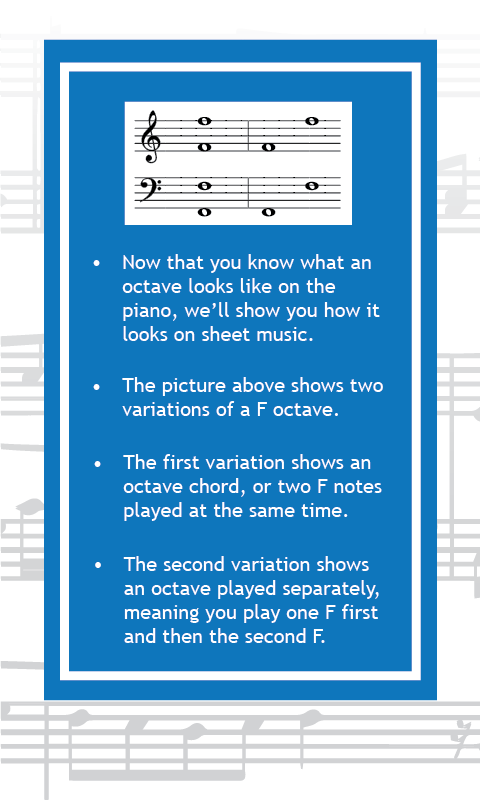 • Now that you know what an
octave looks like on the
piano, we’ll show you how it
looks on sheet music.
• The picture above shows two
variations of a F octave.
• The first variation shows an
octave chord, or two F notes
played at the same time.
• The second variation shows
an octave played separately,
meaning you play one F first
and then the second F.